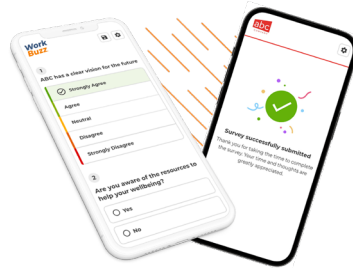 Work
Buzz
1
ABC has a clear vision for the future
Strongly Agree
Agree
Neutral
Disagree
Strongly Disagree
2
Are you aware of the resources to
help your wellbeing?
Yes
No
abc
Survey successfully submitted
Thank you for taking the time to complete
the survey. Your time and thoughts are
greatly appreciated.